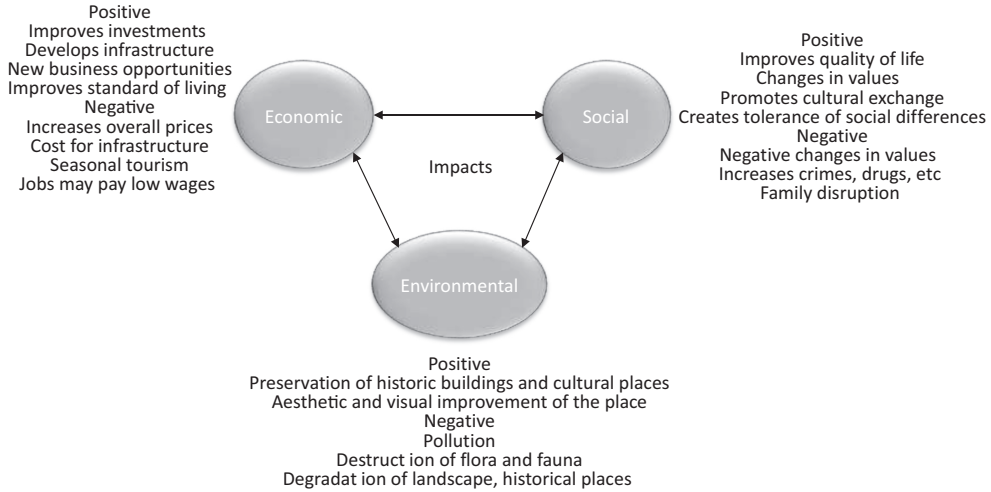 Positive
Improves investments
Develops infrastructure
New business opportunities
Improves standard of living
Negative
Increases overall prices
Cost for infrastructure
Seasonal tourism
Jobs may pay low wages
Economic
Impacts
Social
Positive
Improves quality of life
Changes in values
Promotes cultural exchange
Creates tolerance of social differences
Negative
Negative changes in values
Increases crimes, drugs, etc
Family disruption
Environmental
Positive
Preservation of historic buildings and cultural places
Aesthetic and visual improvement of the place
Negative
Pollution
Destruct ion of flora and fauna
Degradat ion of landscape, historical places